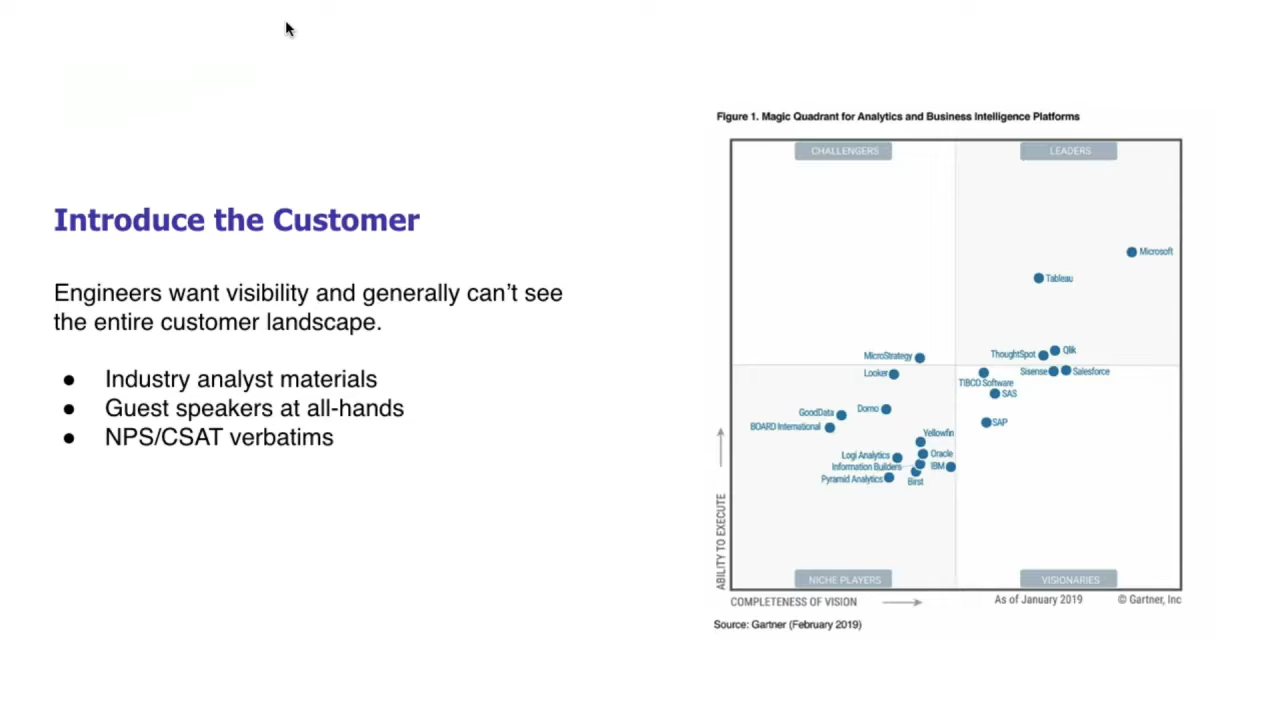 Introduce the Customer
Engineers want visibility and generally can’t see
the entire customer landscape.
● Industry analyst materials
● Guest speakers at all-hands
● NPS/CSAT verbatims
Figure 1. Magic Quadrant for Analytics and Business Intelligence Platforms
CHALLENGERS
LEADERS
Microsoft
Tableau
MicroStrategy
ThoughtSpot
Qlik
Looker
Sisense
Salesforce
TIBCO Software
SAS
Domo
GoodData
BOARD International
SAP
Yellowfin
Logi Analytics
Oracle
Information Builders
IBM
Pyramid Analytics
Birst
ABILITY TO EXECUTE
NICHE PLAYERS
VISIONARIES
COMPLETENESS OF VISION
As of January 2019
© Gartner, Inc
Source: Gartner (February 2019)